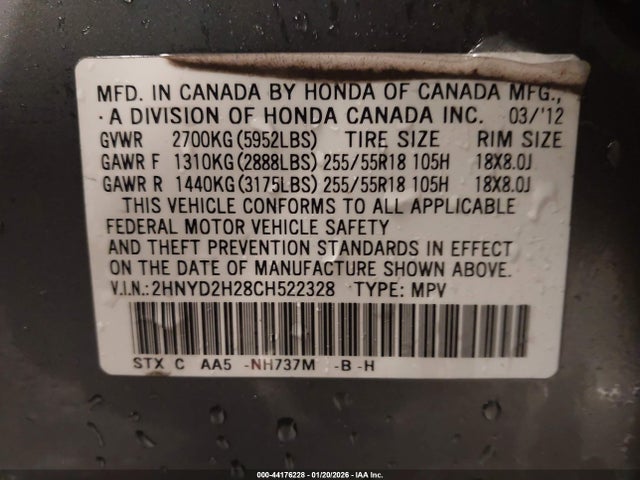 MFD. IN CANADA BY HONDA OF CANADA MFG.,
A DIVISION OF HONDA CANADA INC. 03/'12
GVWR 2700KG(5952LBS) TIRE SIZE RIM SIZE
GAWR F 1310KG(2888LBS) 255/55R18 105H 18X8.0J
GAWR R 1440KG(3175LBS) 255/55R18 105H 18X8.0J
THIS VEHICLE CONFORMS TO ALL APPLICABLE
FEDERAL MOTOR VEHICLE SAFETY
AND THEFT PREVENTION STANDARDS IN EFFECT
ON THE DATE OF MANUFACTURE SHOWN ABOVE.
V.I.N.:2HNYD2H28CH522328 TYPE: MPV
STX C AA5 -NH737M -B -H
000-44176228 - 01/20/2026 - IAA Inc.